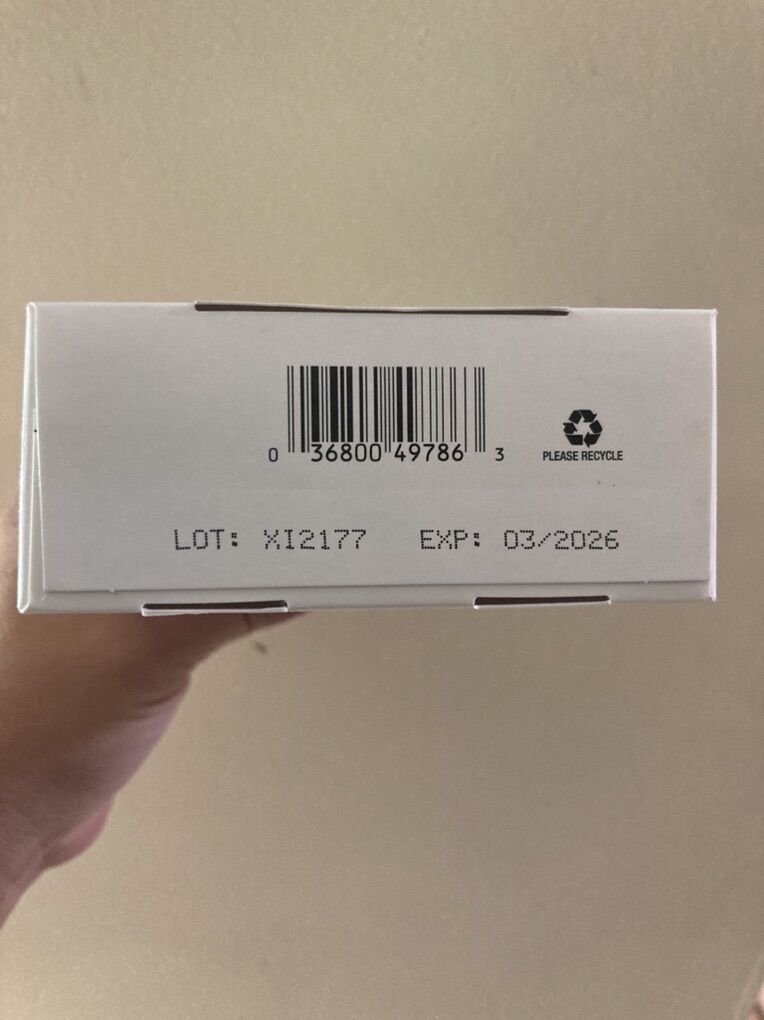 0 36800 49786 3
PLEASE RECYCLE
LOT: XI2177 EXP: 03/2026